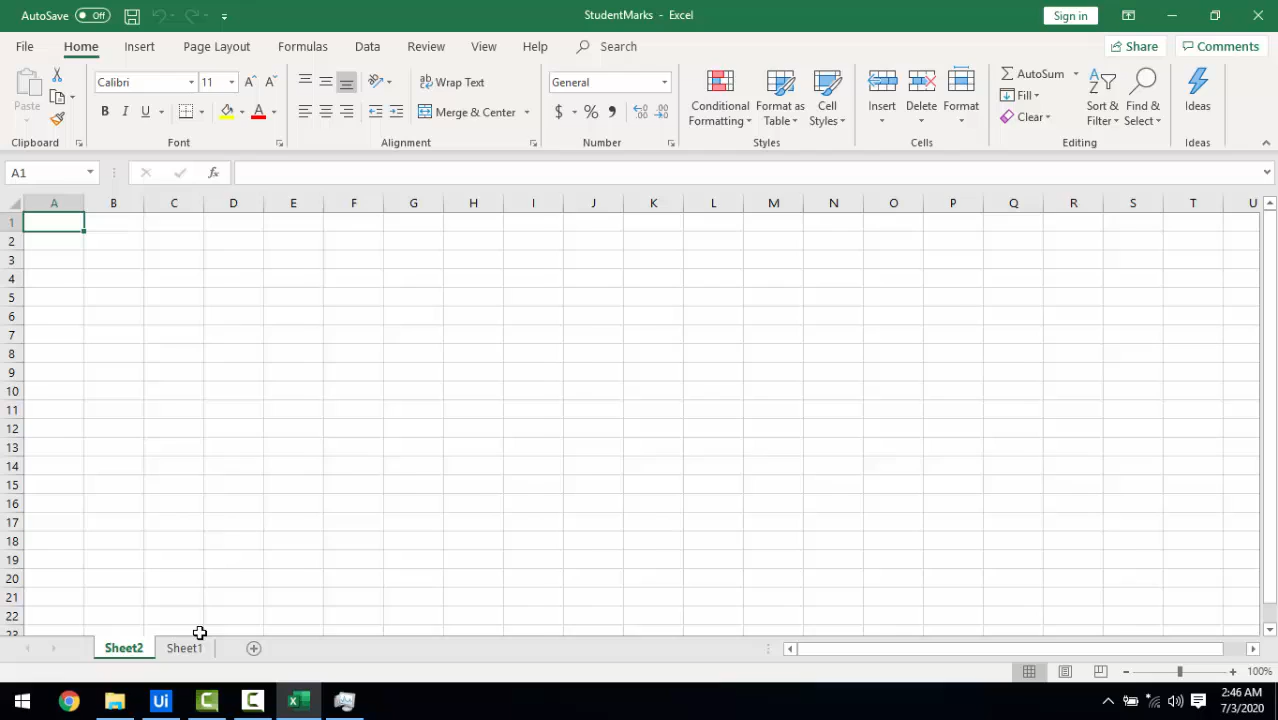 AutoSave Off StudentMarks - Excel Sign in
File Home Insert Page Layout Formulas Data Review View Help Search Share Comments
Paste Calibri 11 Wrap Text General Conditional Formatting Format as Table Cell Styles Insert Delete Format AutoSum Sort & Filter Find & Select Ideas
B I U A Merge & Center $ % , Fill
Clear
Clipboard Font Alignment Number Styles Cells Editing Ideas
A1 fx
A B C D E F G H I J K L M N O P Q R S T U
1
2
3
4
5
6
7
8
9
10
11
12
13
14
15
16
17
18
19
20
21
22
23
Sheet2 Sheet1
100%
Ui 2:46 AM
7/3/2020